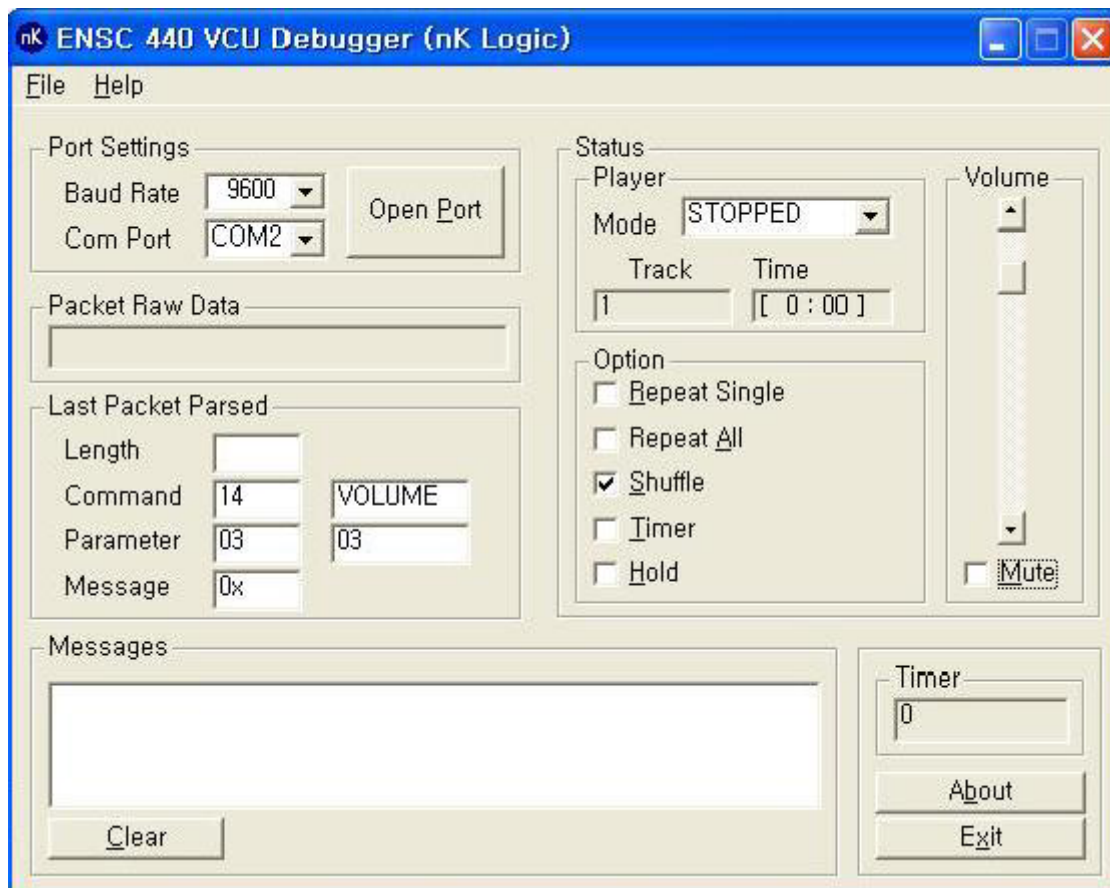 nK ENSC 440 VCU Debugger (nK Logic)
File Help
Port Settings
Baud Rate 9600
Com Port COM2
Open Port
Packet Raw Data
Last Packet Parsed
Length
Command 14 VOLUME
Parameter 03 03
Message 0x
Status
Player
Mode STOPPED
Track Time
1 [ 0 : 00 ]
Option
Repeat Single
Repeat All
Shuffle
Timer
Hold
Volume
Mute
Messages
Clear
Timer
0
About
Exit